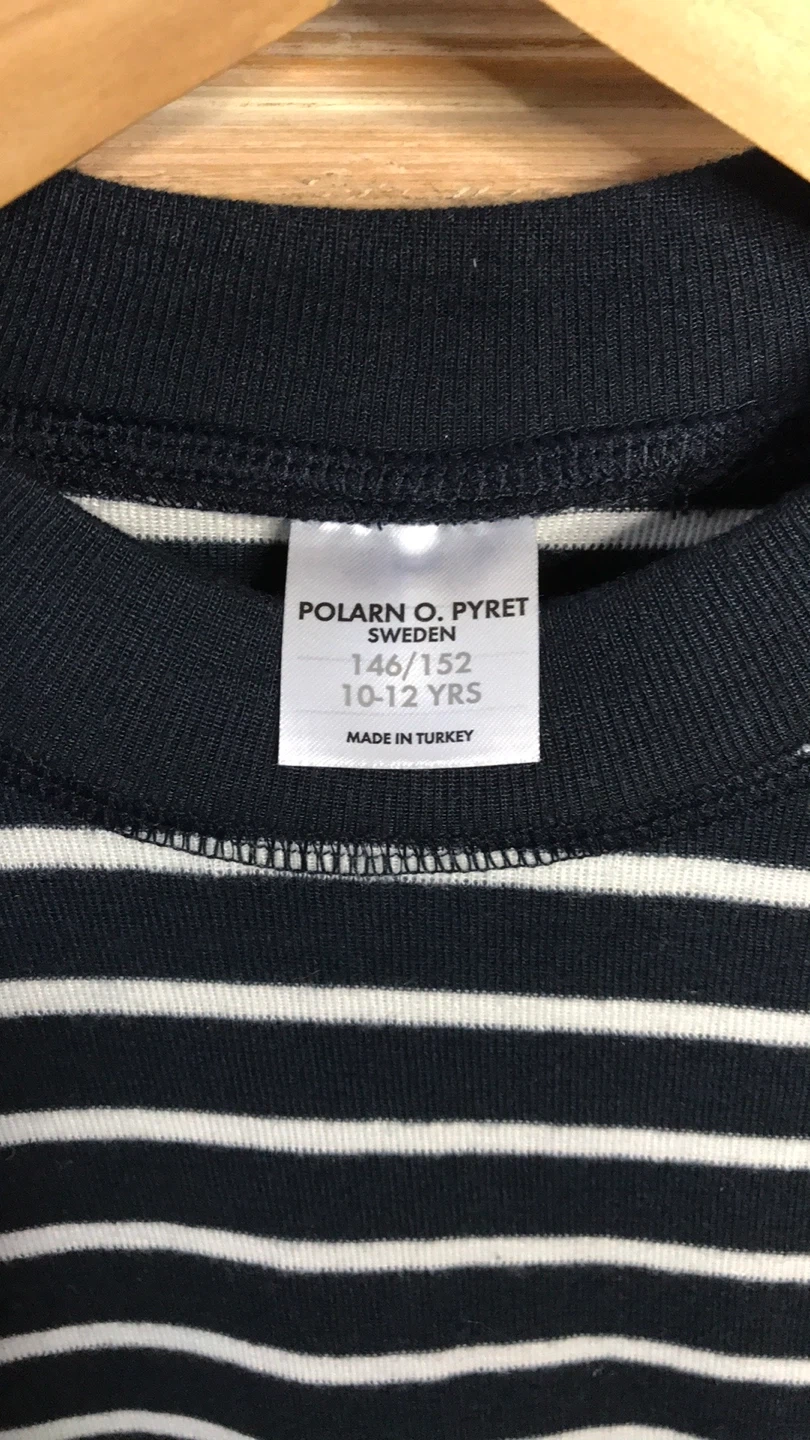 POLARN O. PYRET
SWEDEN
146/152
10-12 YRS
MADE IN TURKEY